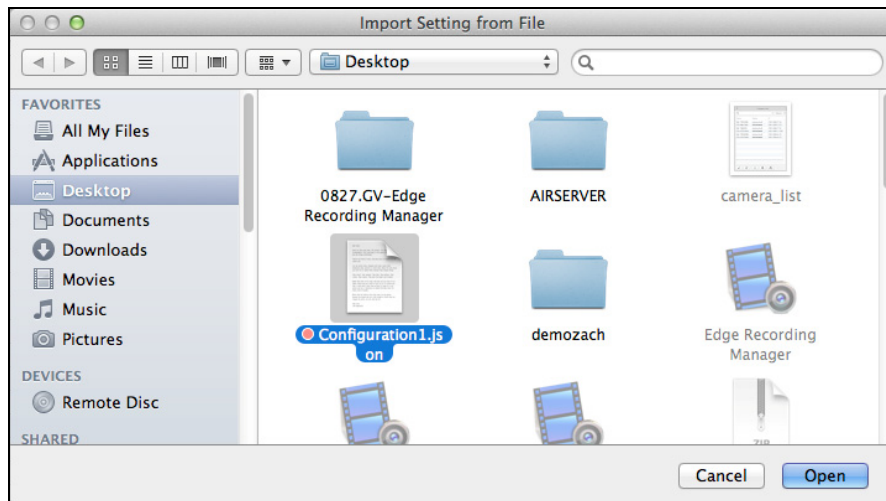 Import Setting from File
Desktop
FAVORITES
All My Files
Applications
Desktop
Documents
Downloads
Movies
Music
Pictures
DEVICES
Remote Disc
SHARED
0827.GV-Edge
Recording Manager
AIRSERVER
camera_list
Configuration1.js
on
demozach
Edge Recording
Manager
ZIP
Cancel
Open